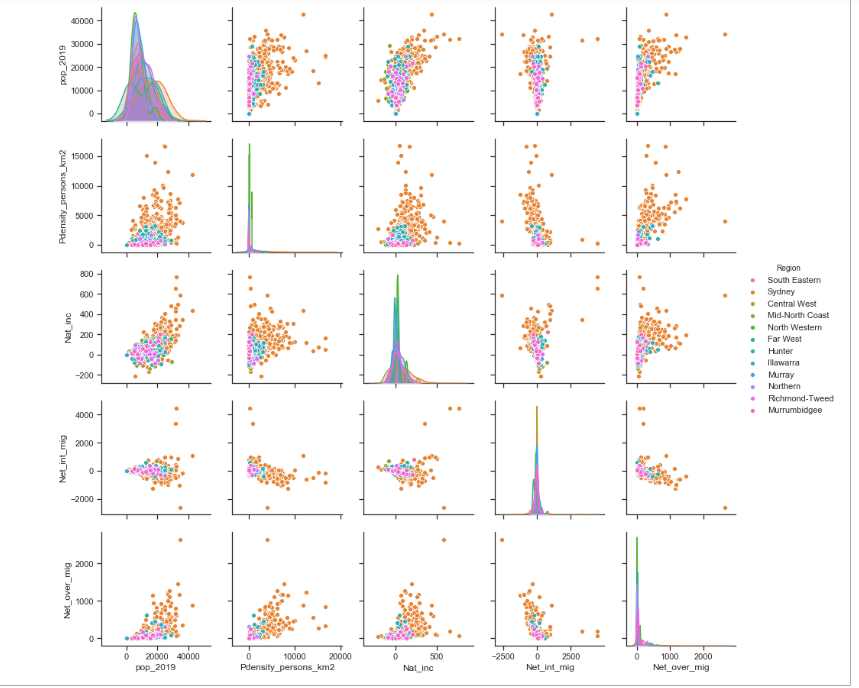 40000
30000
20000
10000
0
pop_2019
15000
10000
5000
0
Pdensity_persons_km2
800
600
400
200
0
−200
Nat_inc
4000
2000
0
−2000
Net_int_mig
2000
1000
0
Net_over_mig
0 20000 40000
pop_2019
0 10000 20000
Pdensity_persons_km2
0 500
Nat_inc
−2500 0 2500
Net_int_mig
0 1000 2000
Net_over_mig
Region
South Eastern
Sydney
Central West
Mid-North Coast
North Western
Far West
Hunter
Illawarra
Murray
Northern
Richmond-Tweed
Murrumbidgee